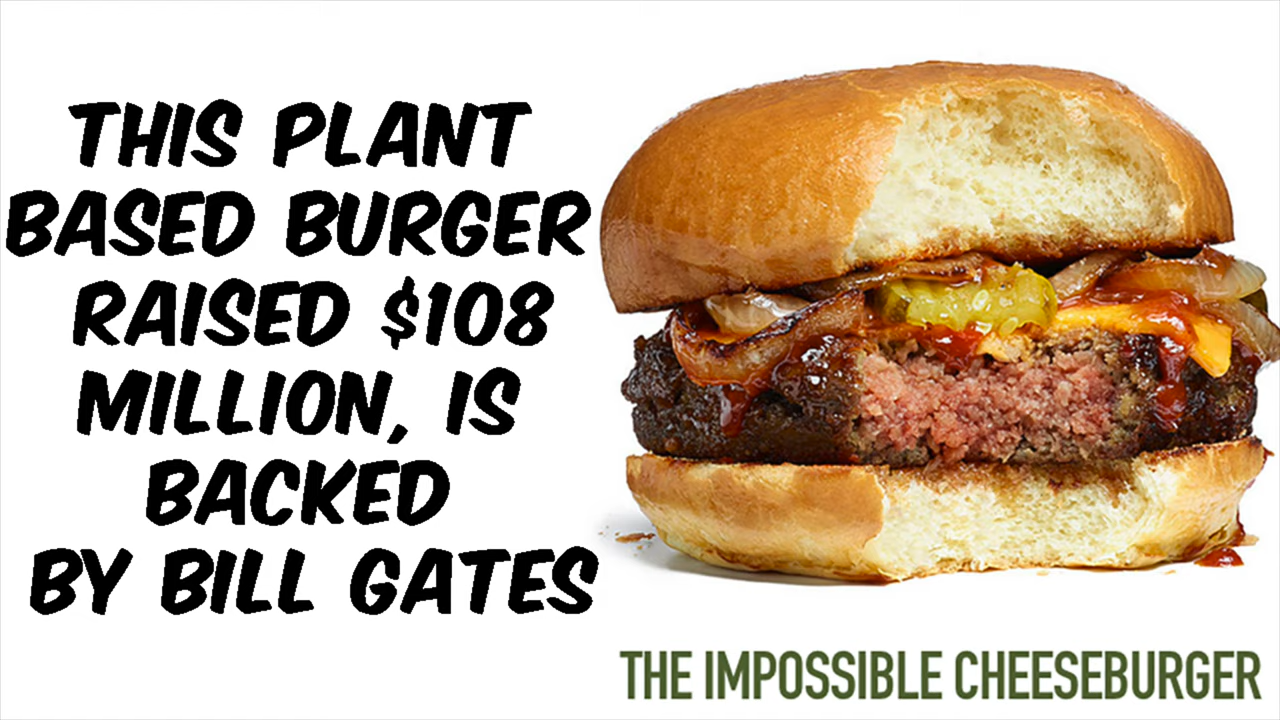 THIS PLANT
BASED BURGER
RAISED $108
MILLION, IS
BACKED
BY BILL GATES
THE IMPOSSIBLE CHEESEBURGER